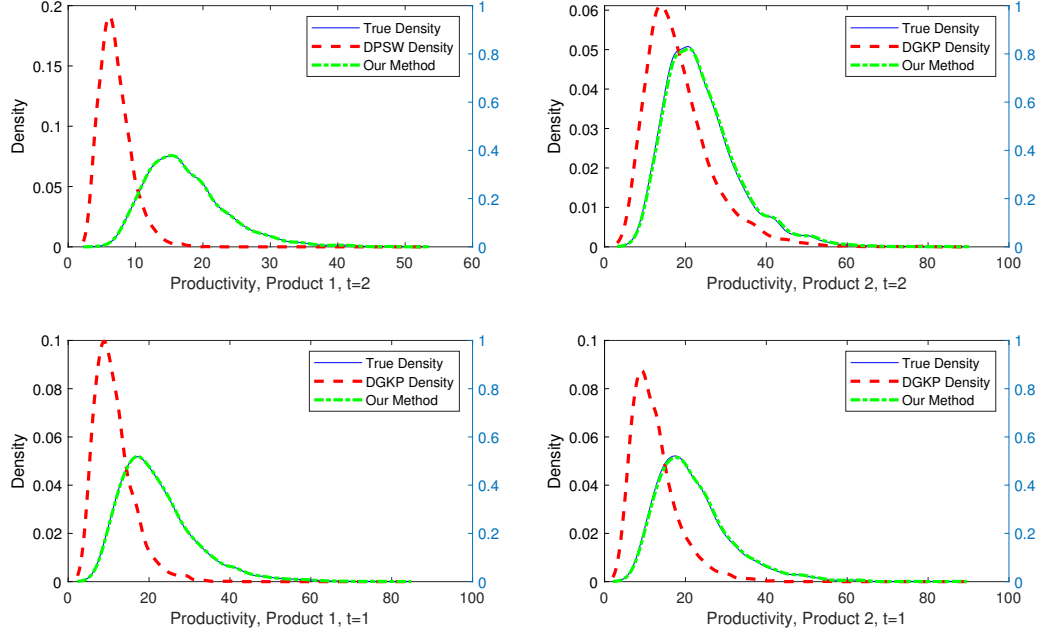 0.2
0.15
0.1
0.05
0
Density
1
0.8
0.6
0.4
0.2
0
True Density
DPSW Density
Our Method
0 10 20 30 40 50 60
Productivity, Product 1, t=2
0.06
0.05
0.04
0.03
0.02
0.01
0
Density
1
0.8
0.6
0.4
0.2
0
True Density
DGKP Density
Our Method
0 20 40 60 80 100
Productivity, Product 2, t=2
0.1
0.08
0.06
0.04
0.02
0
Density
1
0.8
0.6
0.4
0.2
0
True Density
DGKP Density
Our Method
0 20 40 60 80 100
Productivity, Product 1, t=1
0.1
0.08
0.06
0.04
0.02
0
Density
1
0.8
0.6
0.4
0.2
0
True Density
DGKP Density
Our Method
0 20 40 60 80 100
Productivity, Product 2, t=1